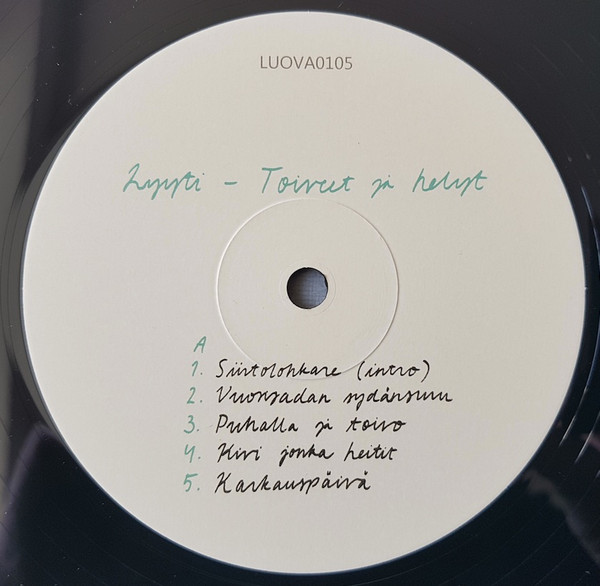 LUOVA0105
Lyyti - Toiveet ja helyt
A
1. Siirtolohkare (intro)
2. Vuosisadan sydänsuru
3. Puhalla ja toivo
4. Kivi jonka heitit
5. Karkauspäivä